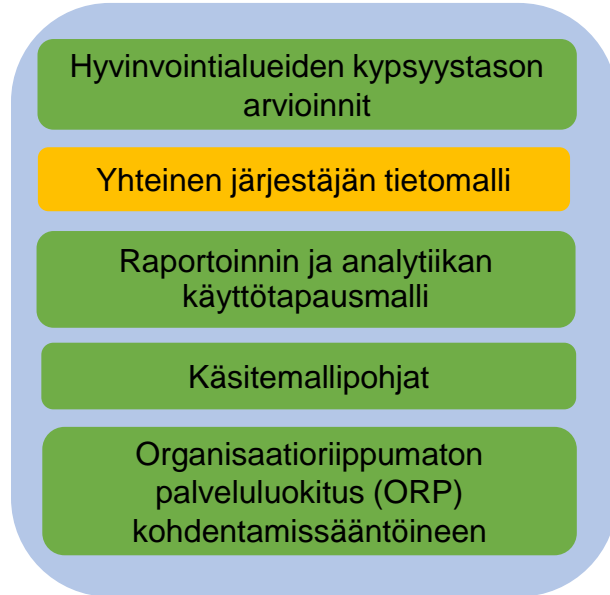 Hyvinvointialueiden kypsyystason
arvioinnit
Yhteinen järjestäjän tietomalli
Raportoinnin ja analytiikan
käyttötapausmalli
Käsitemallipohjat
Organisaatioriippumaton
palveluluokitus (ORP)
kohdentamissääntöineen